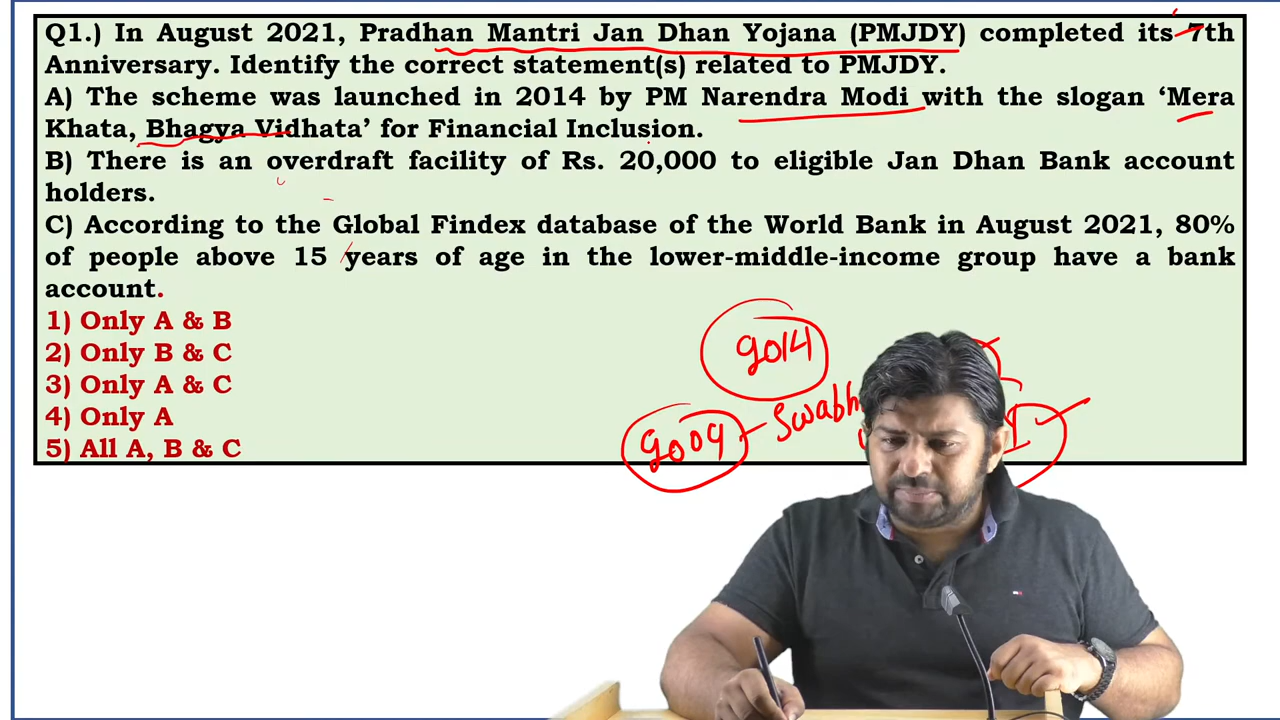 Q1.) In August 2021, Pradhan Mantri Jan Dhan Yojana (PMJDY) completed its 7th
Anniversary. Identify the correct statement(s) related to PMJDY.
A) The scheme was launched in 2014 by PM Narendra Modi with the slogan ‘Mera
Khata, Bhagya Vidhata’ for Financial Inclusion.
B) There is an overdraft facility of Rs. 20,000 to eligible Jan Dhan Bank account
holders.
C) According to the Global Findex database of the World Bank in August 2021, 80%
of people above 15 years of age in the lower-middle-income group have a bank
account.
1) Only A & B
2) Only B & C
3) Only A & C
4) Only A
5) All A, B & C
2014
2009 - Swabh